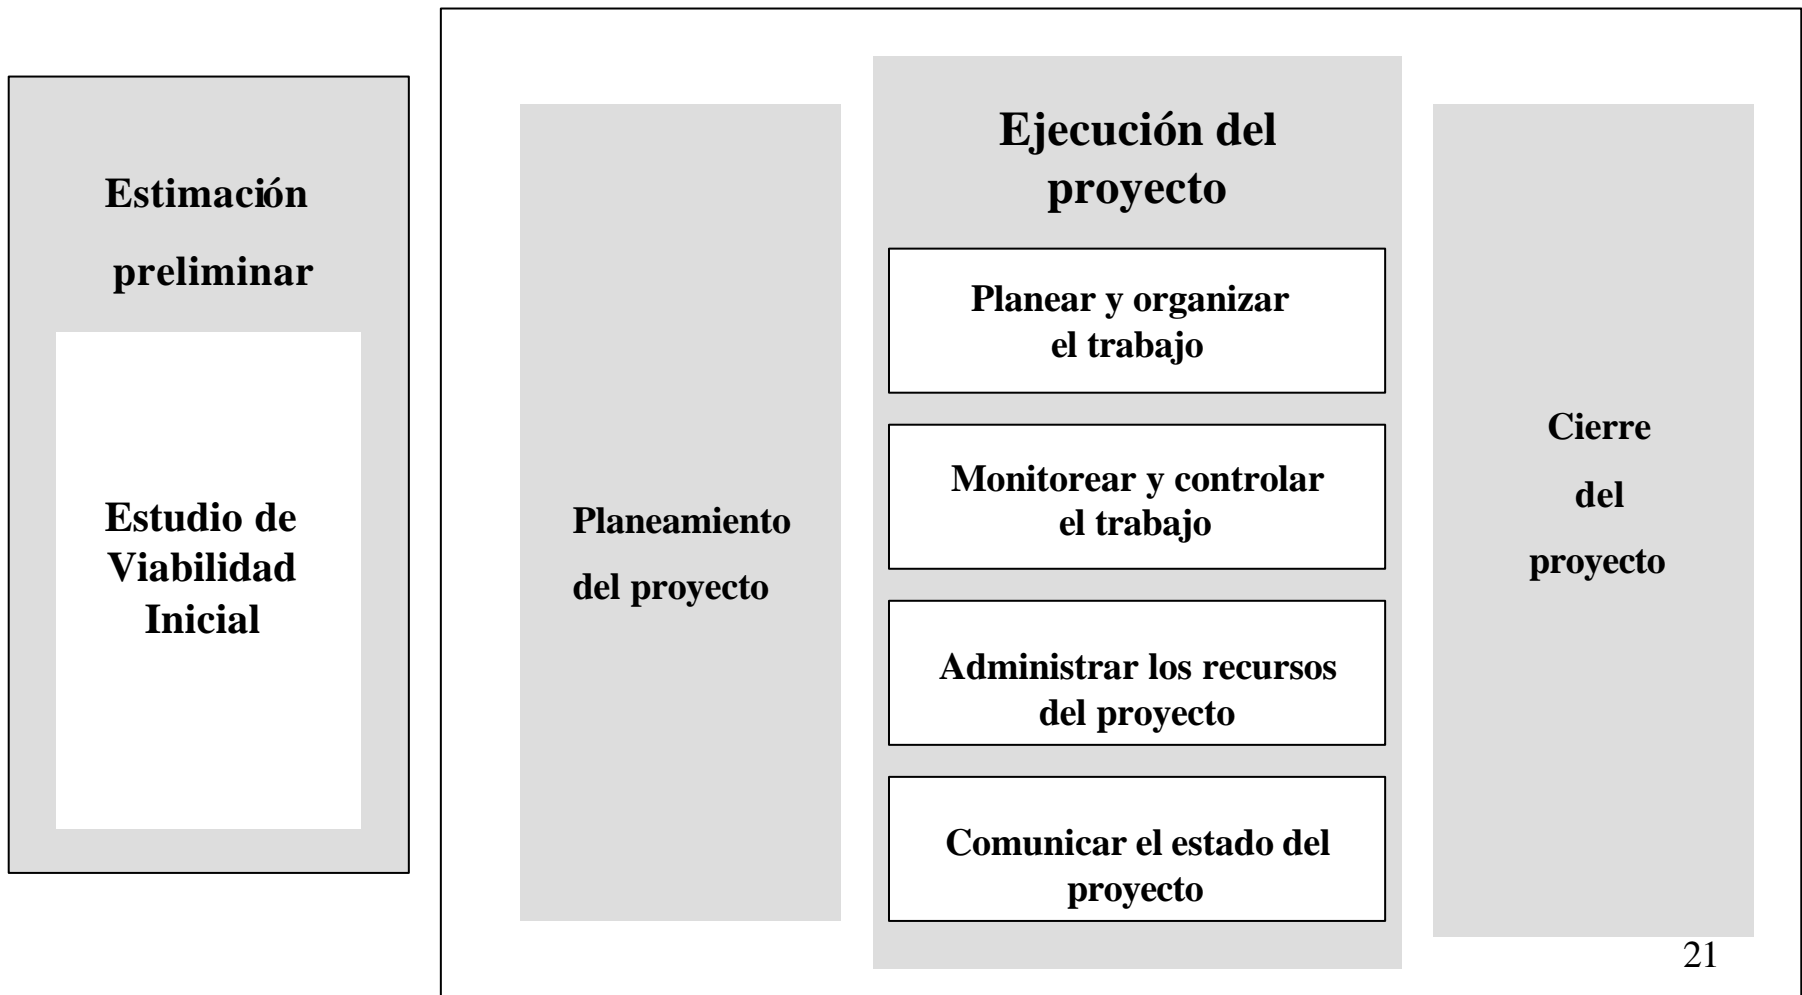 Estimación
preliminar
Estudio de
Viabilidad
Inicial
Planeamiento
del proyecto
Ejecución del
proyecto
Planear y organizar
el trabajo
Monitorear y controlar
el trabajo
Administrar los recursos
del proyecto
Comunicar el estado del
proyecto
Cierre
del
proyecto
21